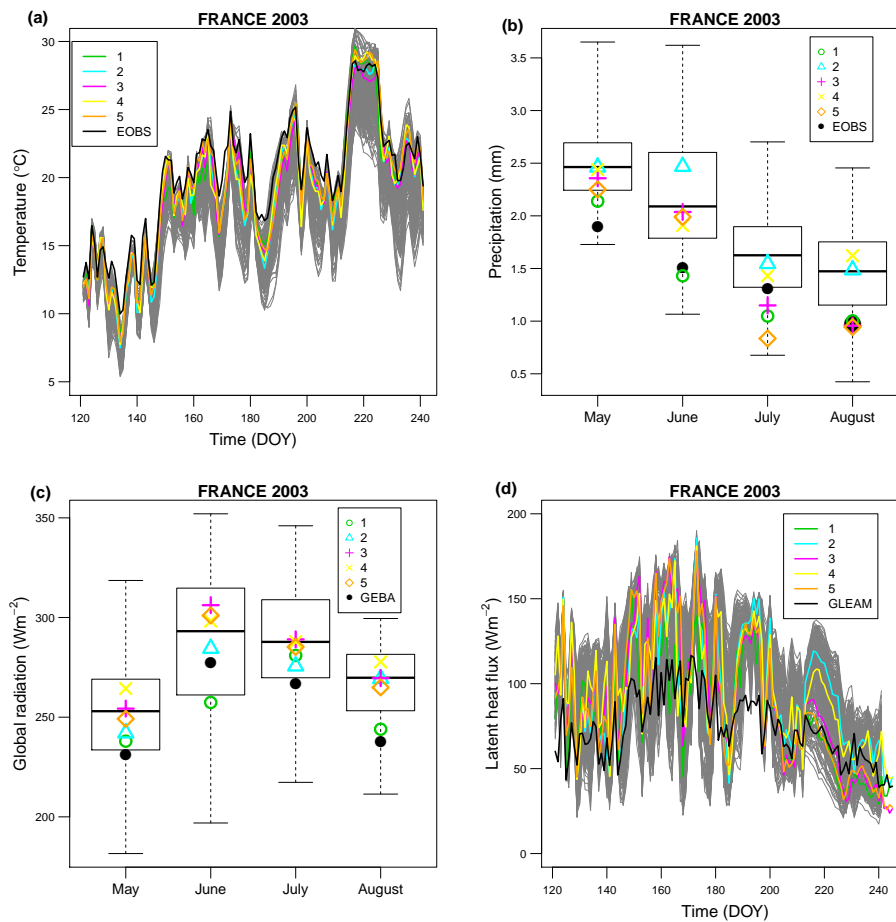 (a)
FRANCE 2003
Temperature (°C)
30
25
20
15
10
5
1
2
3
4
5
EOBS
120 140 160 180 200 220 240
Time (DOY)
(b)
FRANCE 2003
Precipitation (mm)
3.5
3.0
2.5
2.0
1.5
1.0
0.5
1
2
3
4
5
EOBS
May June July August
(c)
FRANCE 2003
Global radiation (Wm−2)
350
300
250
200
1
2
3
4
5
GEBA
May June July August
(d)
FRANCE 2003
Latent heat flux (Wm−2)
200
150
100
50
0
1
2
3
4
5
GLEAM
120 140 160 180 200 220 240
Time (DOY)